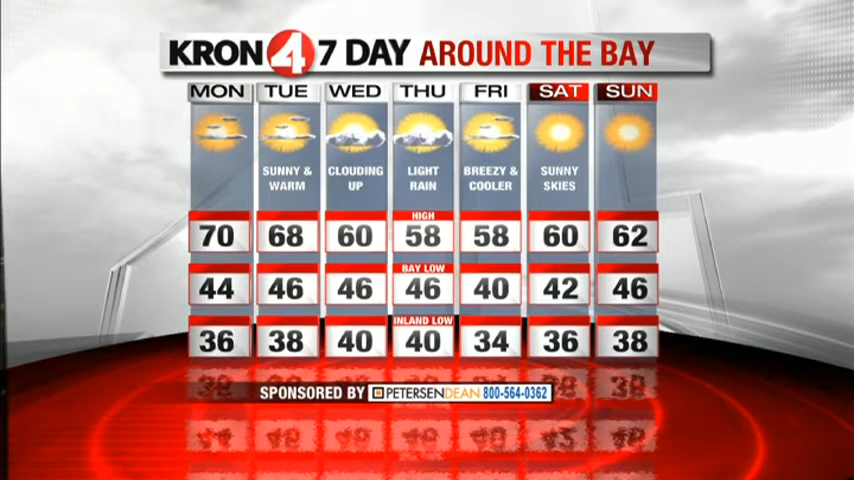 KRON 4 7 DAY AROUND THE BAY
MON TUE WED THU FRI SAT SUN
SUNNY & WARM
CLOUDING UP
LIGHT RAIN
BREEZY & COOLER
SUNNY SKIES
HIGH
70 68 60 58 58 60 62
BAY LOW
44 46 46 46 40 42 46
INLAND LOW
36 38 40 40 34 36 38
SPONSORED BY PETERSENDEAN 800-564-0362